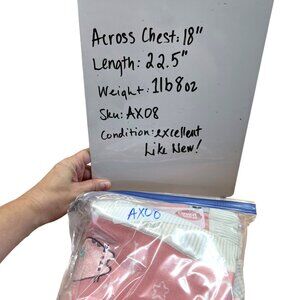 Across Chest: 18"
Length: 22.5"
Weight: 1lb 8oz
Sku: AX08
Condition: excellent
Like New!
AX08